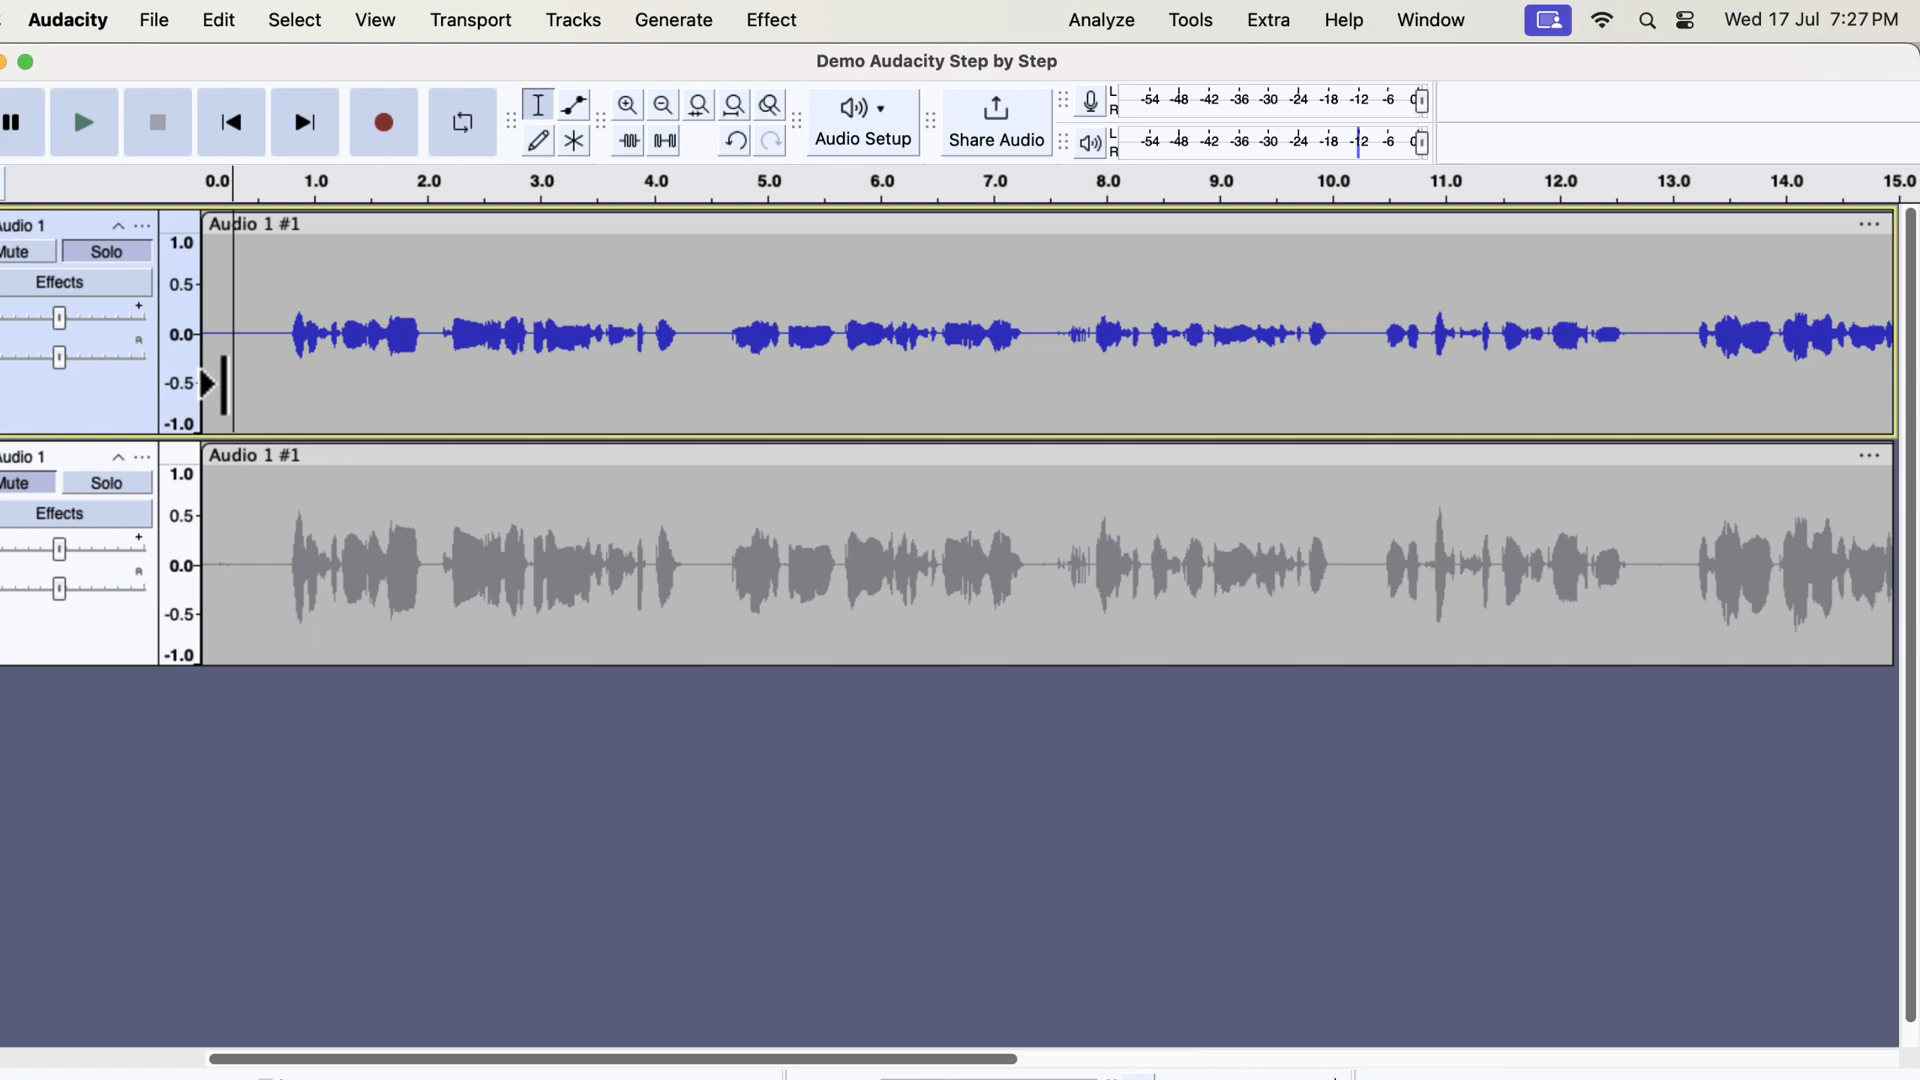 Audacity File Edit Select View Transport Tracks Generate Effect Analyze Tools Extra Help Window Wed 17 Jul 7:27 PM
Demo Audacity Step by Step
L -54 -48 -42 -36 -30 -24 -18 -12 -6 0
R
Audio Setup Share Audio
L -54 -48 -42 -36 -30 -24 -18 -12 -6 0
R
0.0 1.0 2.0 3.0 4.0 5.0 6.0 7.0 8.0 9.0 10.0 11.0 12.0 13.0 14.0 15.0
Audio 1 Audio 1 #1
1.0
Mute Solo
Effects 0.5
+
0.0
R
-0.5
-1.0
Audio 1 Audio 1 #1
1.0
Mute Solo
Effects 0.5
+
0.0
R
-0.5
-1.0